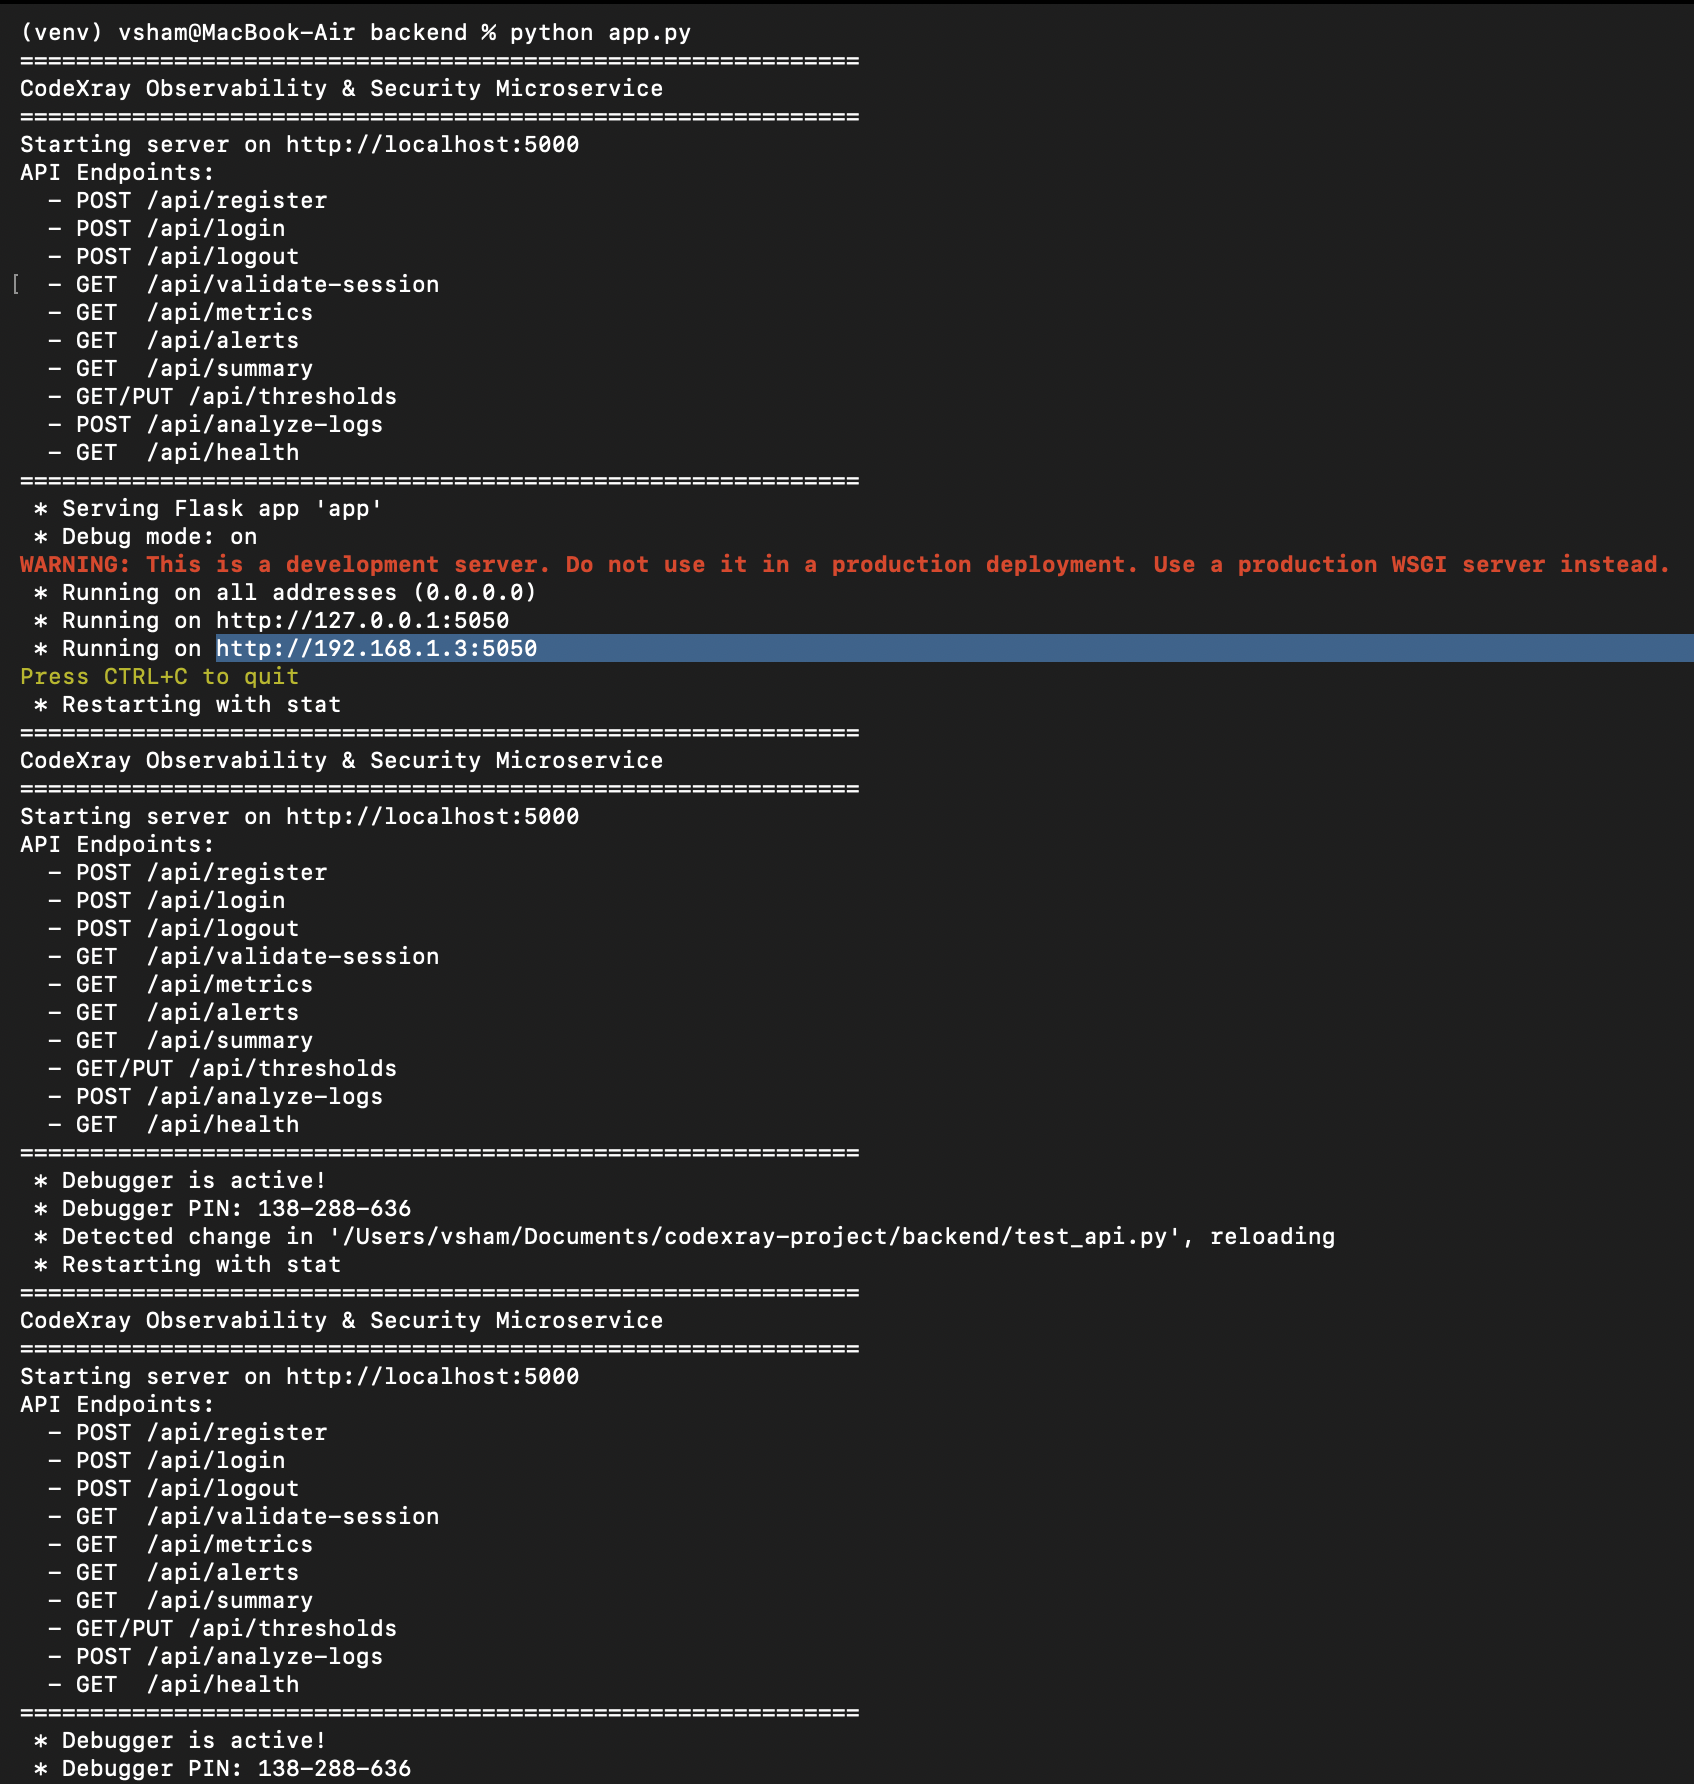 (venv) vsham@MacBook-Air backend % python app.py
============================================================
CodeXray Observability & Security Microservice
============================================================
Starting server on http://localhost:5000
API Endpoints:
  - POST /api/register
  - POST /api/login
  - POST /api/logout
[  - GET  /api/validate-session
  - GET  /api/metrics
  - GET  /api/alerts
  - GET  /api/summary
  - GET/PUT /api/thresholds
  - POST /api/analyze-logs
  - GET  /api/health
============================================================
 * Serving Flask app 'app'
 * Debug mode: on
WARNING: This is a development server. Do not use it in a production deployment. Use a production WSGI server instead.
 * Running on all addresses (0.0.0.0)
 * Running on http://127.0.0.1:5050
 * Running on http://192.168.1.3:5050
Press CTRL+C to quit
 * Restarting with stat
============================================================
CodeXray Observability & Security Microservice
============================================================
Starting server on http://localhost:5000
API Endpoints:
  - POST /api/register
  - POST /api/login
  - POST /api/logout
  - GET  /api/validate-session
  - GET  /api/metrics
  - GET  /api/alerts
  - GET  /api/summary
  - GET/PUT /api/thresholds
  - POST /api/analyze-logs
  - GET  /api/health
============================================================
 * Debugger is active!
 * Debugger PIN: 138-288-636
 * Detected change in '/Users/vsham/Documents/codexray-project/backend/test_api.py', reloading
 * Restarting with stat
============================================================
CodeXray Observability & Security Microservice
============================================================
Starting server on http://localhost:5000
API Endpoints:
  - POST /api/register
  - POST /api/login
  - POST /api/logout
  - GET  /api/validate-session
  - GET  /api/metrics
  - GET  /api/alerts
  - GET  /api/summary
  - GET/PUT /api/thresholds
  - POST /api/analyze-logs
  - GET  /api/health
============================================================
 * Debugger is active!
 * Debugger PIN: 138-288-636